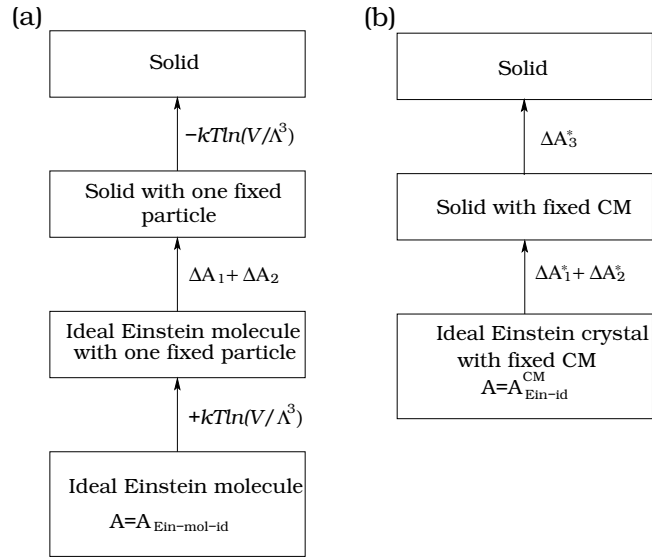 (a)
Solid
−kTln(V/Λ³)
Solid with one fixed
particle
ΔA₁+ ΔA₂
Ideal Einstein molecule
with one fixed particle
+kTln(V/Λ³)
Ideal Einstein molecule
A=A Ein−mol−id
(b)
Solid
ΔA₃*
Solid with fixed CM
ΔA₁*+ ΔA₂*
Ideal Einstein crystal
with fixed CM
A=A CM Ein−id